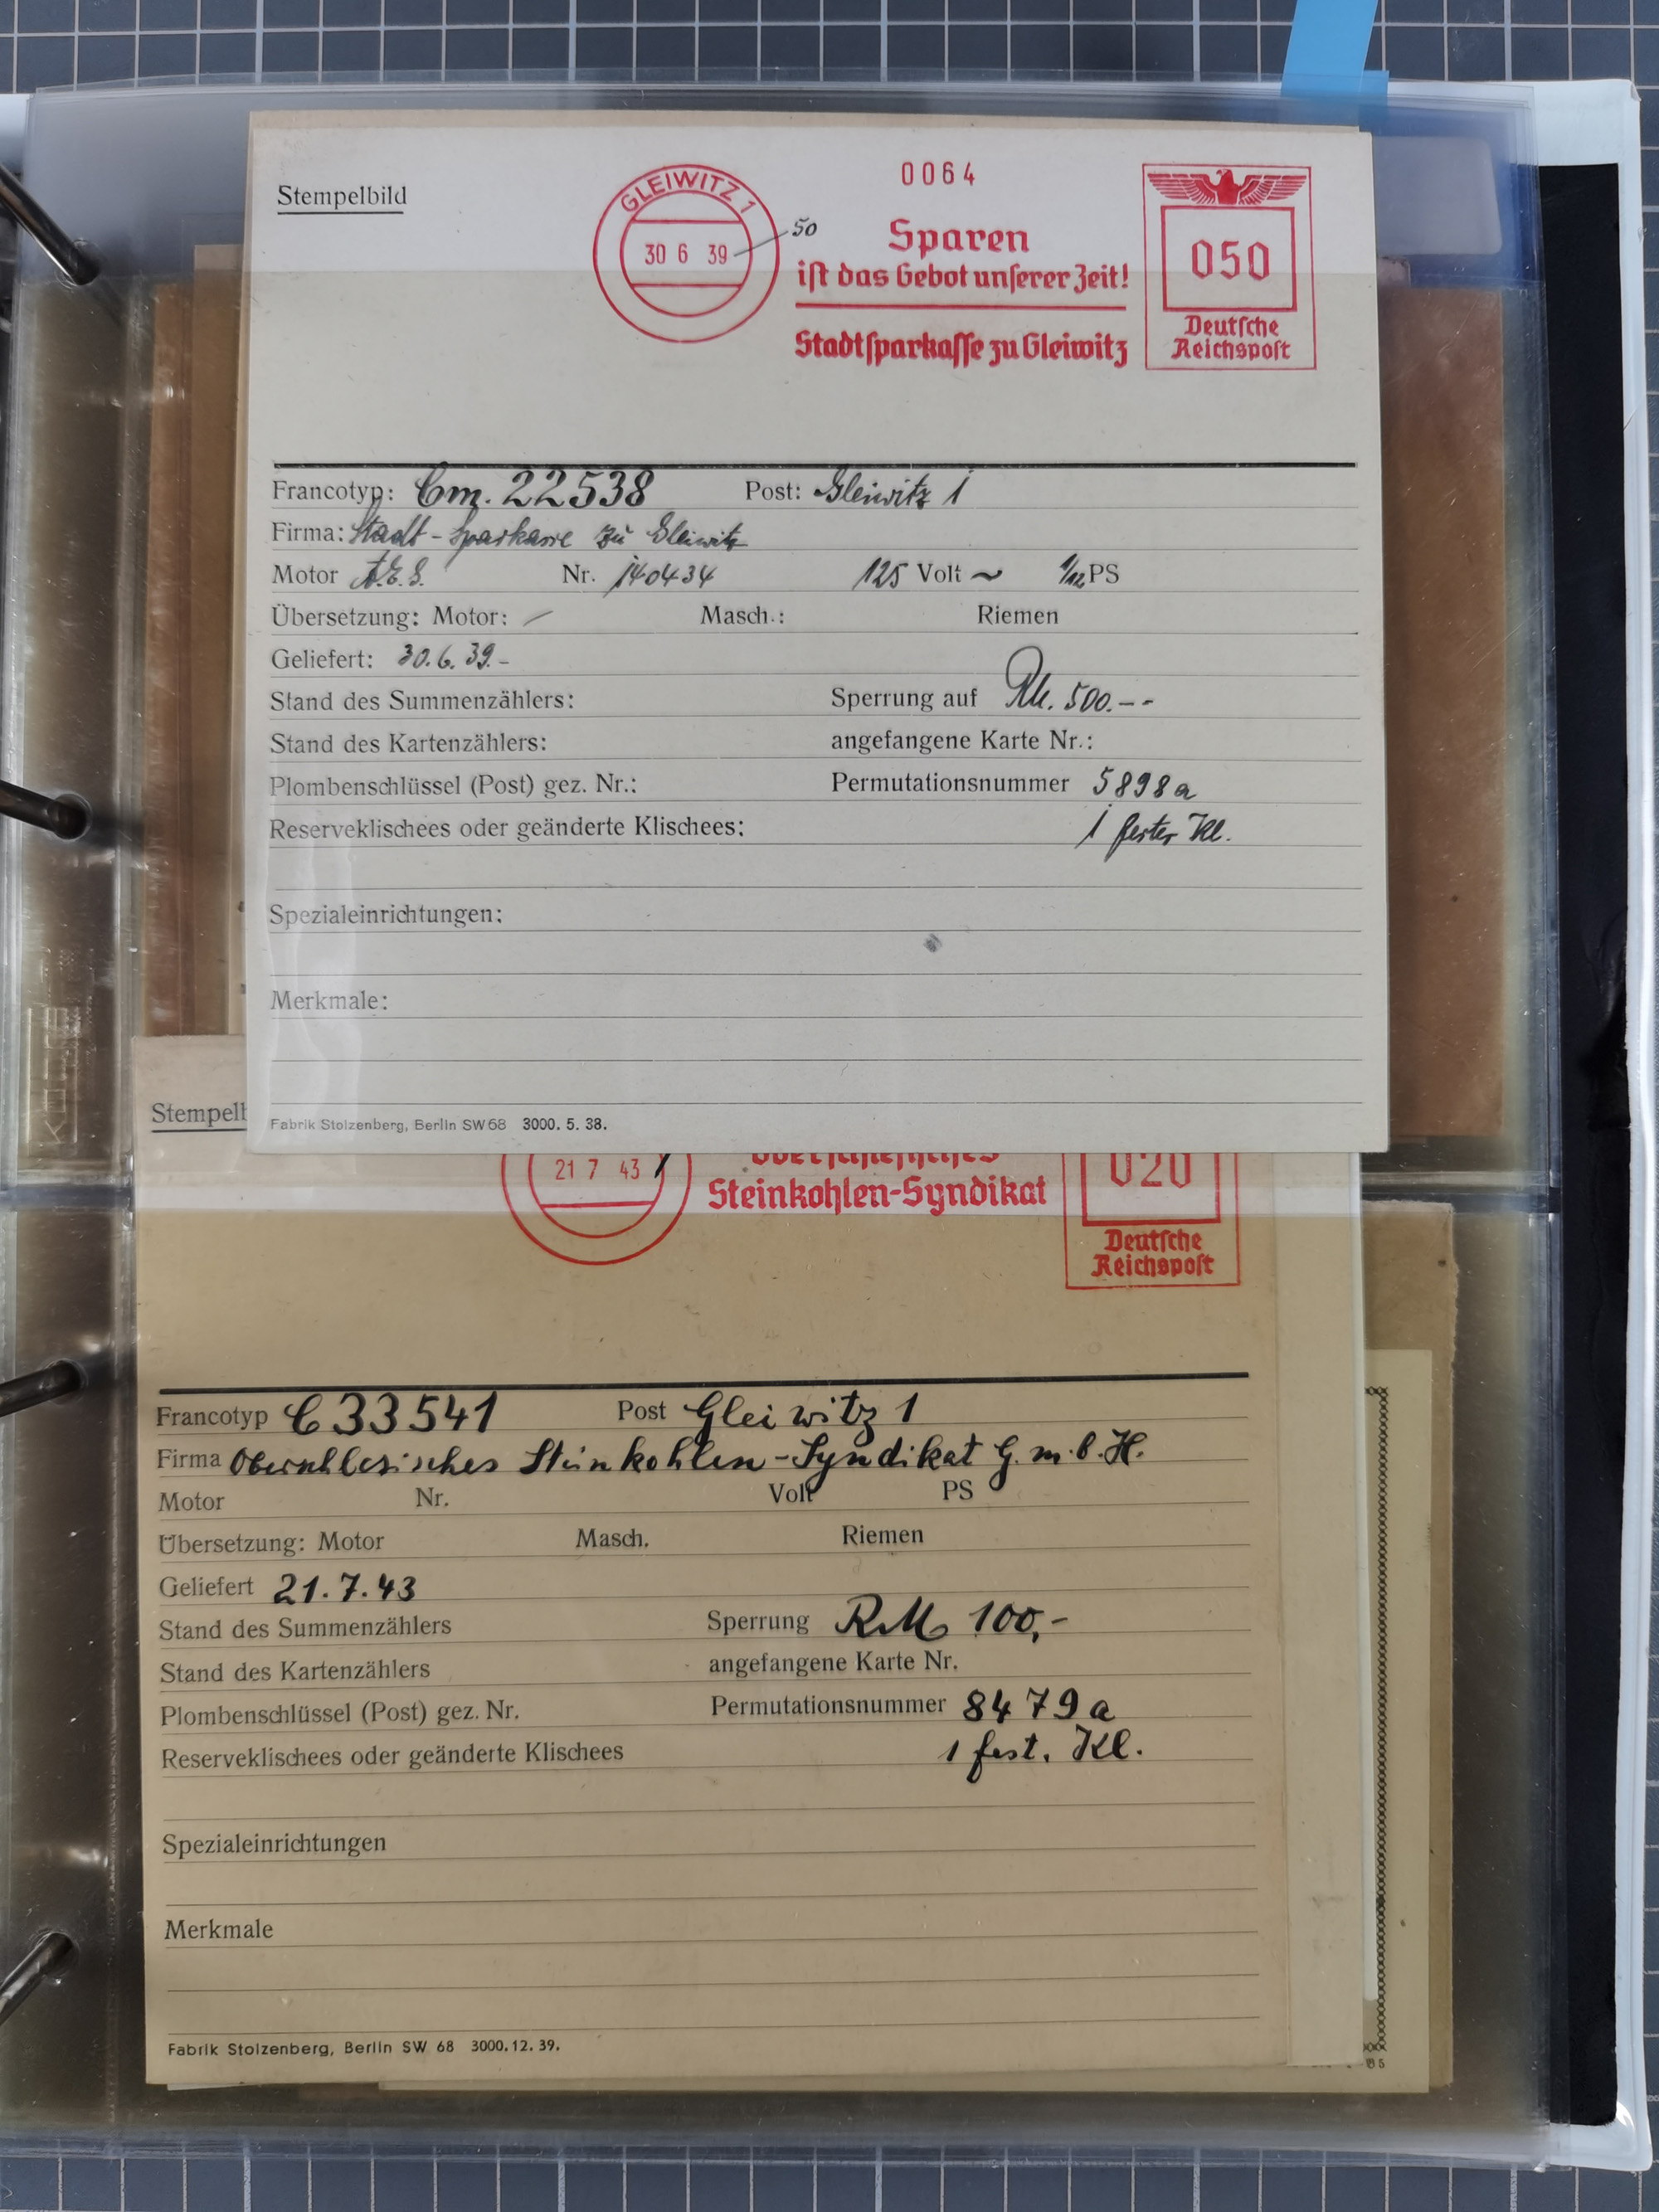 Stempelbild
GLEIWITZ 1
30 6 39
50
0064
Sparen
ist das Gebot unserer Zeit!
Stadtsparkasse zu Gleiwitz
050
Deutsche
Reichspost
Francotyp: Cm. 22538 Post: Gleiwitz 1
Firma: Stadt-Sparkasse zu Gleiwitz
Motor A.E.G. Nr. 140434 125 Volt ~ 1/12 PS
Übersetzung: Motor: — Masch.: Riemen
Geliefert: 30.6.39.-
Stand des Summenzählers: Sperrung auf RM. 500.--
Stand des Kartenzählers: angefangene Karte Nr.:
Plombenschlüssel (Post) gez. Nr.: Permutationsnummer 5898a
Reserveklischees oder geänderte Klischees: 1 fester Kl.
Spezialeinrichtungen:
Merkmale:
Fabrik Stolzenberg, Berlin SW 68 3000. 5. 38.
Stempelb
21 7 43
Oberschlesisches
Steinkohlen-Syndikat
020
Deutsche
Reichspost
Francotyp C 33541 Post Gleiwitz 1
Firma Oberschlesisches Steinkohlen-Syndikat G.m.b.H.
Motor Nr. Volt PS
Übersetzung: Motor Masch. Riemen
Geliefert 21.7.43
Stand des Summenzählers Sperrung RM 100,-
Stand des Kartenzählers angefangene Karte Nr.
Plombenschlüssel (Post) gez. Nr. Permutationsnummer 8479a
Reserveklischees oder geänderte Klischees 1 fest. Kl.
Spezialeinrichtungen
Merkmale
Fabrik Stolzenberg, Berlin SW 68 3000. 12. 39.